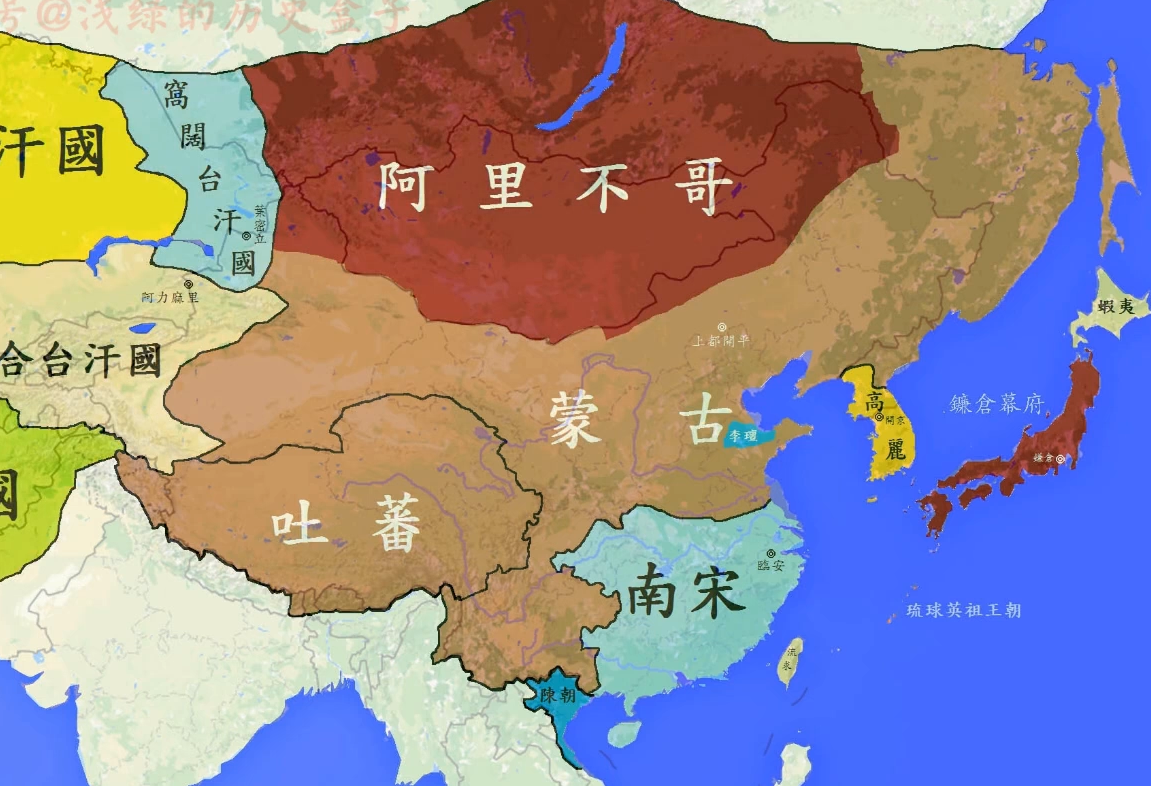 号@浅绿的历史盒子
汗國
窩闊台汗國
葉密立
阿里不哥
阿力麻里
合台汗國
國
上都開平
蒙古
李璮
吐蕃
南宋
臨安
陳朝
流求
高麗
開京
鐮倉幕府
鐮倉
蝦夷
琉球英祖王朝